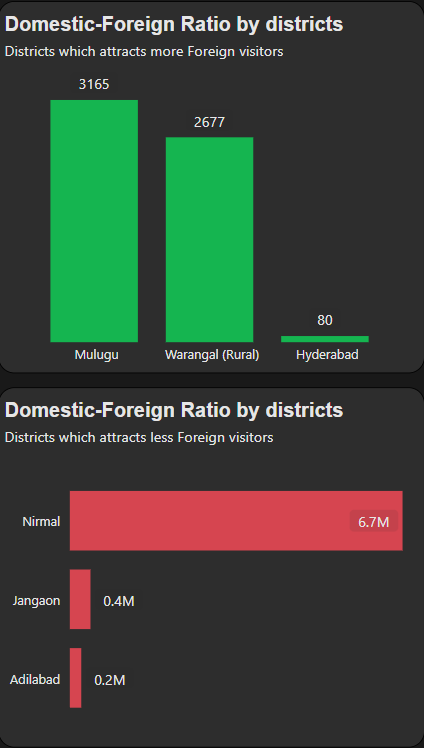 Domestic-Foreign Ratio by districts
Districts which attracts more Foreign visitors
3165
2677
80
Mulugu Warangal (Rural) Hyderabad
Domestic-Foreign Ratio by districts
Districts which attracts less Foreign visitors
Nirmal 6.7M
Jangaon 0.4M
Adilabad 0.2M